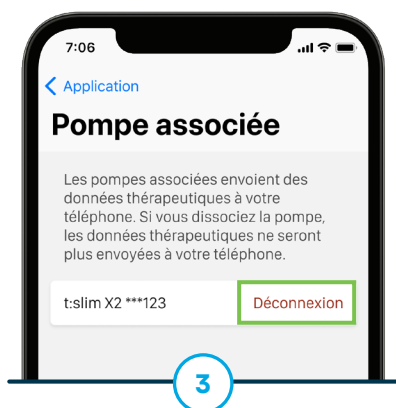 7:06
Application
Pompe associée
Les pompes associées envoient des
données thérapeutiques à votre
téléphone. Si vous dissociez la pompe,
les données thérapeutiques ne seront
plus envoyées à votre téléphone.
t:slim X2 ***123 Déconnexion
3